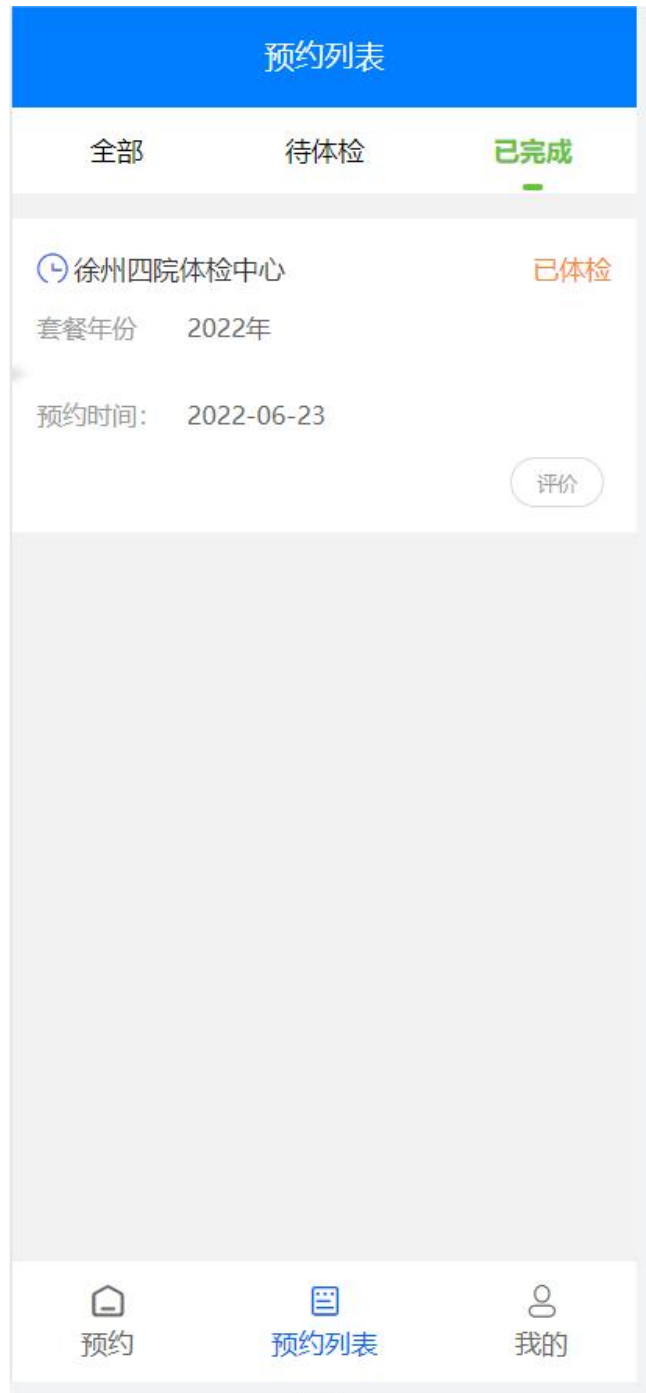 预约列表
全部 待体检 已完成
徐州四院体检中心 已体检
套餐年份 2022年
预约时间： 2022-06-23
评价
预约 预约列表 我的